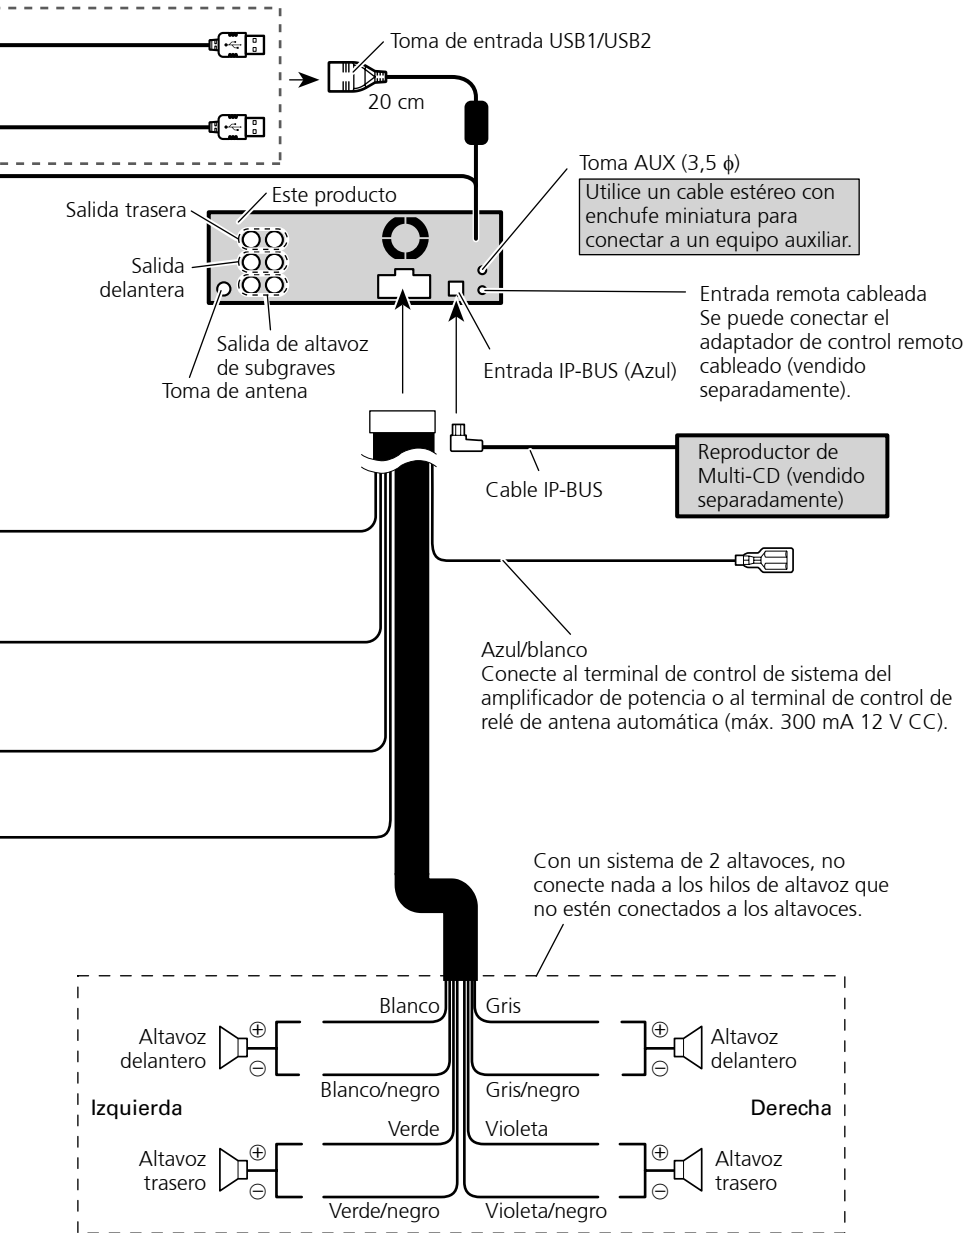 Toma de entrada USB1/USB2
20 cm
Toma AUX (3,5 ϕ)
Utilice un cable estéreo con
enchufe miniatura para
conectar a un equipo auxiliar.
Este producto
Salida trasera
Salida
delantera
Salida de altavoz
de subgraves
Toma de antena
Entrada remota cableada
Se puede conectar el
adaptador de control remoto
cableado (vendido
separadamente).
Entrada IP-BUS (Azul)
Reproductor de
Multi-CD (vendido
separadamente)
Cable IP-BUS
Azul/blanco
Conecte al terminal de control de sistema del
amplificador de potencia o al terminal de control de
relé de antena automática (máx. 300 mA 12 V CC).
Con un sistema de 2 altavoces, no
conecte nada a los hilos de altavoz que
no estén conectados a los altavoces.
Blanco
Gris
Altavoz
delantero
⊕
⊖
⊕
⊖
Altavoz
delantero
Blanco/negro
Gris/negro
Izquierda
Derecha
Verde
Violeta
Altavoz
trasero
⊕
⊖
⊕
⊖
Altavoz
trasero
Verde/negro
Violeta/negro